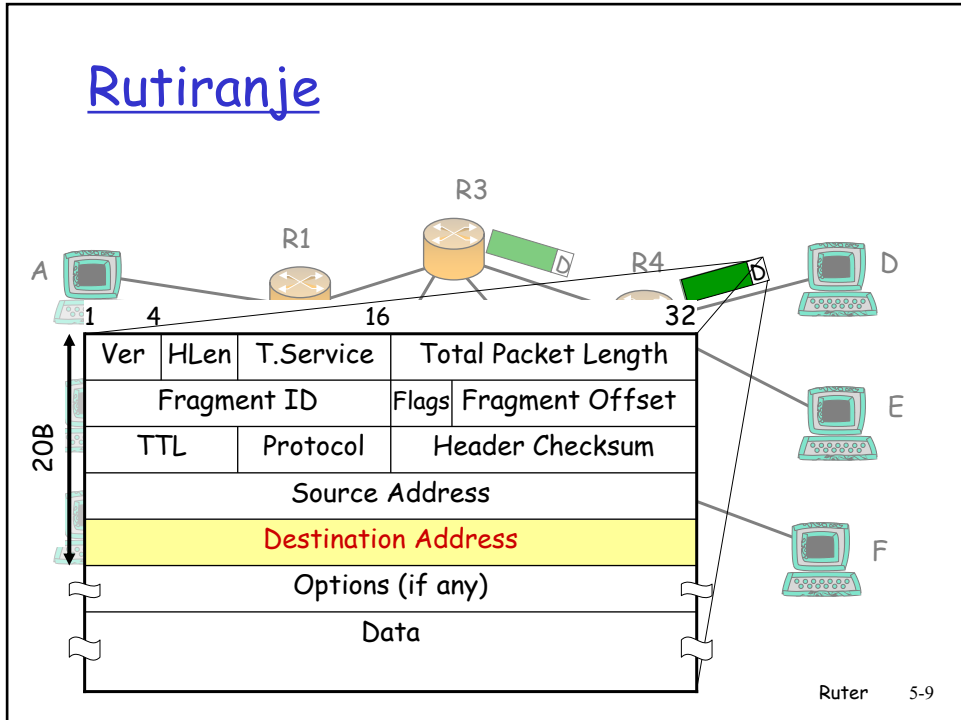 Rutiranje
R3
R1
D
R4
D
A
D
1 4 16 32
Ver HLen T.Service Total Packet Length
Fragment ID Flags Fragment Offset
E
TTL Protocol Header Checksum
20B
Source Address
Destination Address
F
Options (if any)
Data
Ruter 5-9